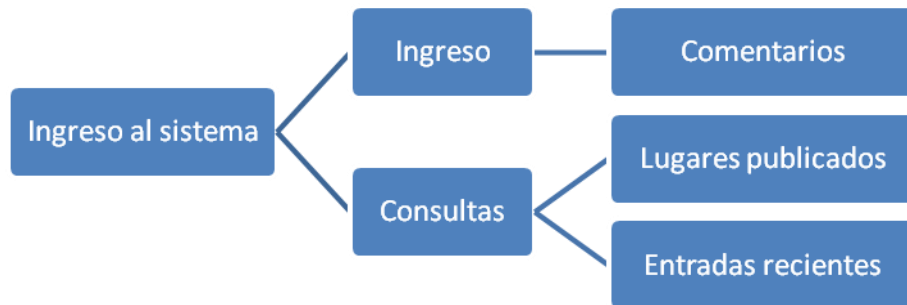 Ingreso al sistema
Ingreso
Comentarios
Consultas
Lugares publicados
Entradas recientes